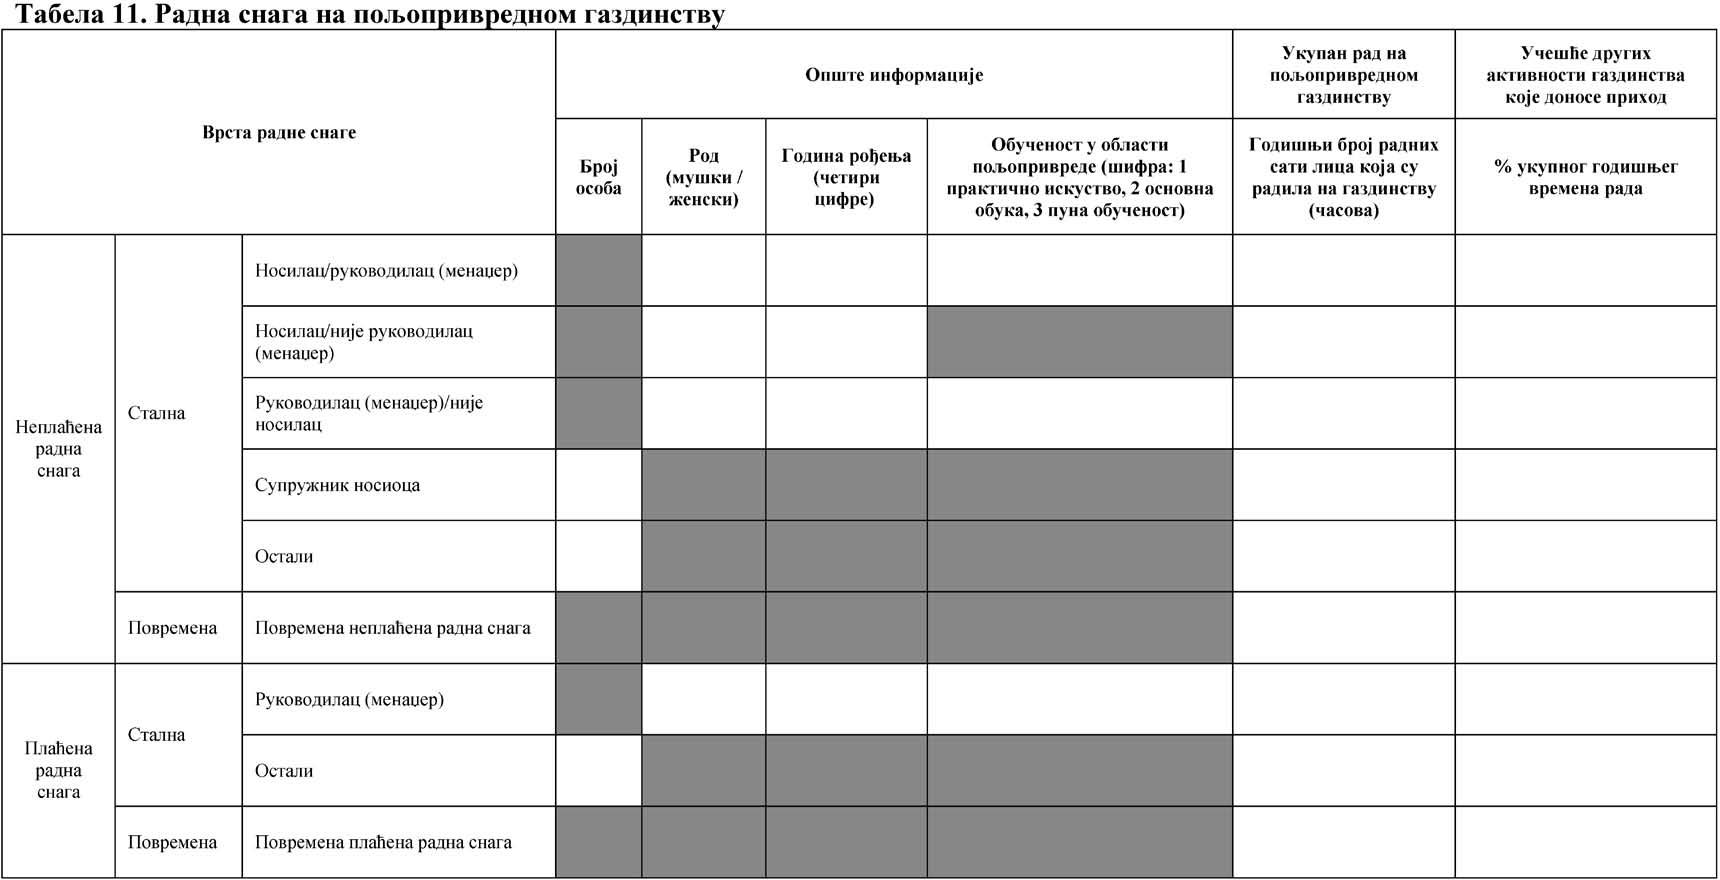 Табела 11. Радна снага на пољопривредном газдинству
Врста радне снаге
Опште информације
Укупан рад на
пољопривредном
газдинству
Учешће других
активности газдинства
које доносе приход
Број
особа
Род
(мушки /
женски)
Година рођења
(четири
цифре)
Обученост у области
пољопривреде (шифра: 1
практично искуство, 2 основна
обука, 3 пуна обученост)
Годишњи број радних
сати лица која су
радила на газдинству
(часова)
% укупног годишњег
времена рада
Неплаћена
радна
снага
Стална
Носилац/руководилац (менаџер)
Носилац/није руководилац
(менаџер)
Руководилац (менаџер)/није
носилац
Супружник носиоца
Остали
Повремена
Повремена неплаћена радна снага
Плаћена
радна
снага
Стална
Руководилац (менаџер)
Остали
Повремена
Повремена плаћена радна снага